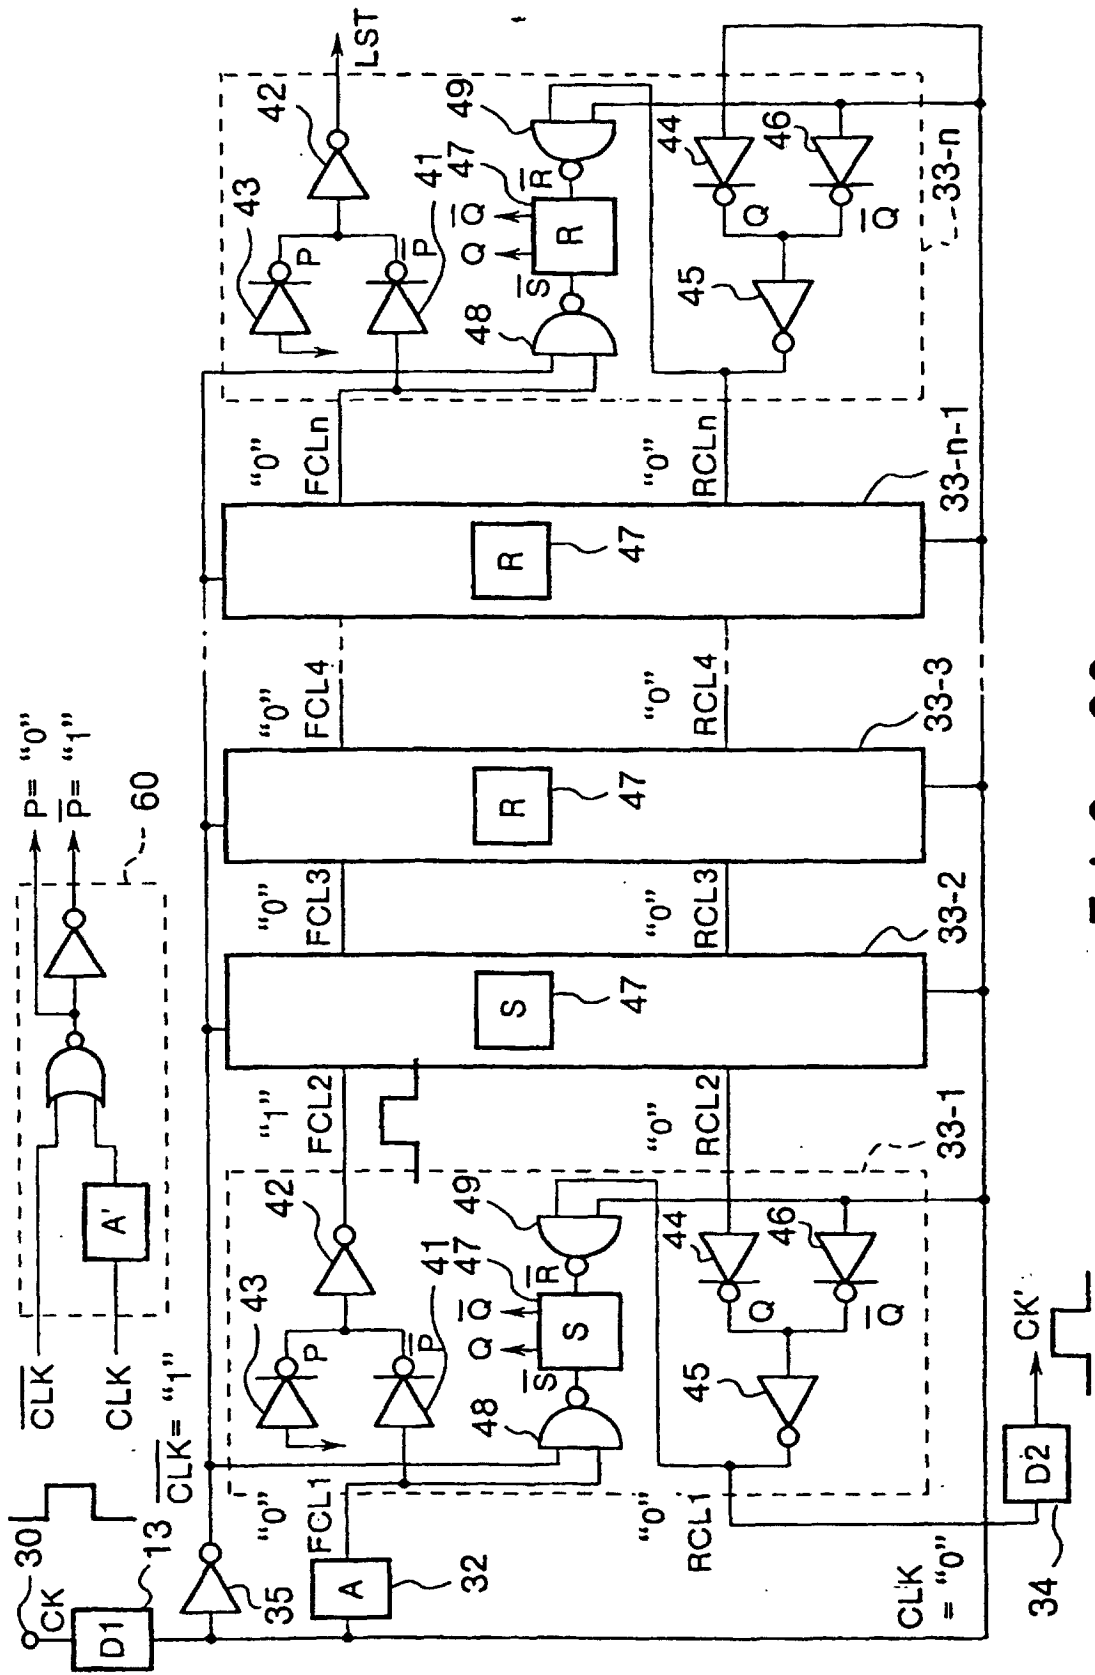 30
CK
D1
13
35
A
32
CLK
= "0"
34
D2
CK'
60
P= "0"
P̅= "1"
A'
C̅L̅K̅
CLK
C̅L̅K̅= "1"
"0"
FCL1
"0"
RCL1
43
42
P
P̅
41
47
Q
Q̅
48
S̅
S
R̅
49
45
44
46
Q
Q̅
33-1
"1"
FCL2
"0"
RCL2
S
47
33-2
"0"
FCL3
"0"
RCL3
R
47
33-3
"0"
FCL4
"0"
RCL4
R
47
33-n-1
"0"
FCLn
"0"
RCLn
43
42
LST
P
P̅
41
47
Q
Q̅
48
S̅
R
R̅
49
45
44
46
Q
Q̅
33-n